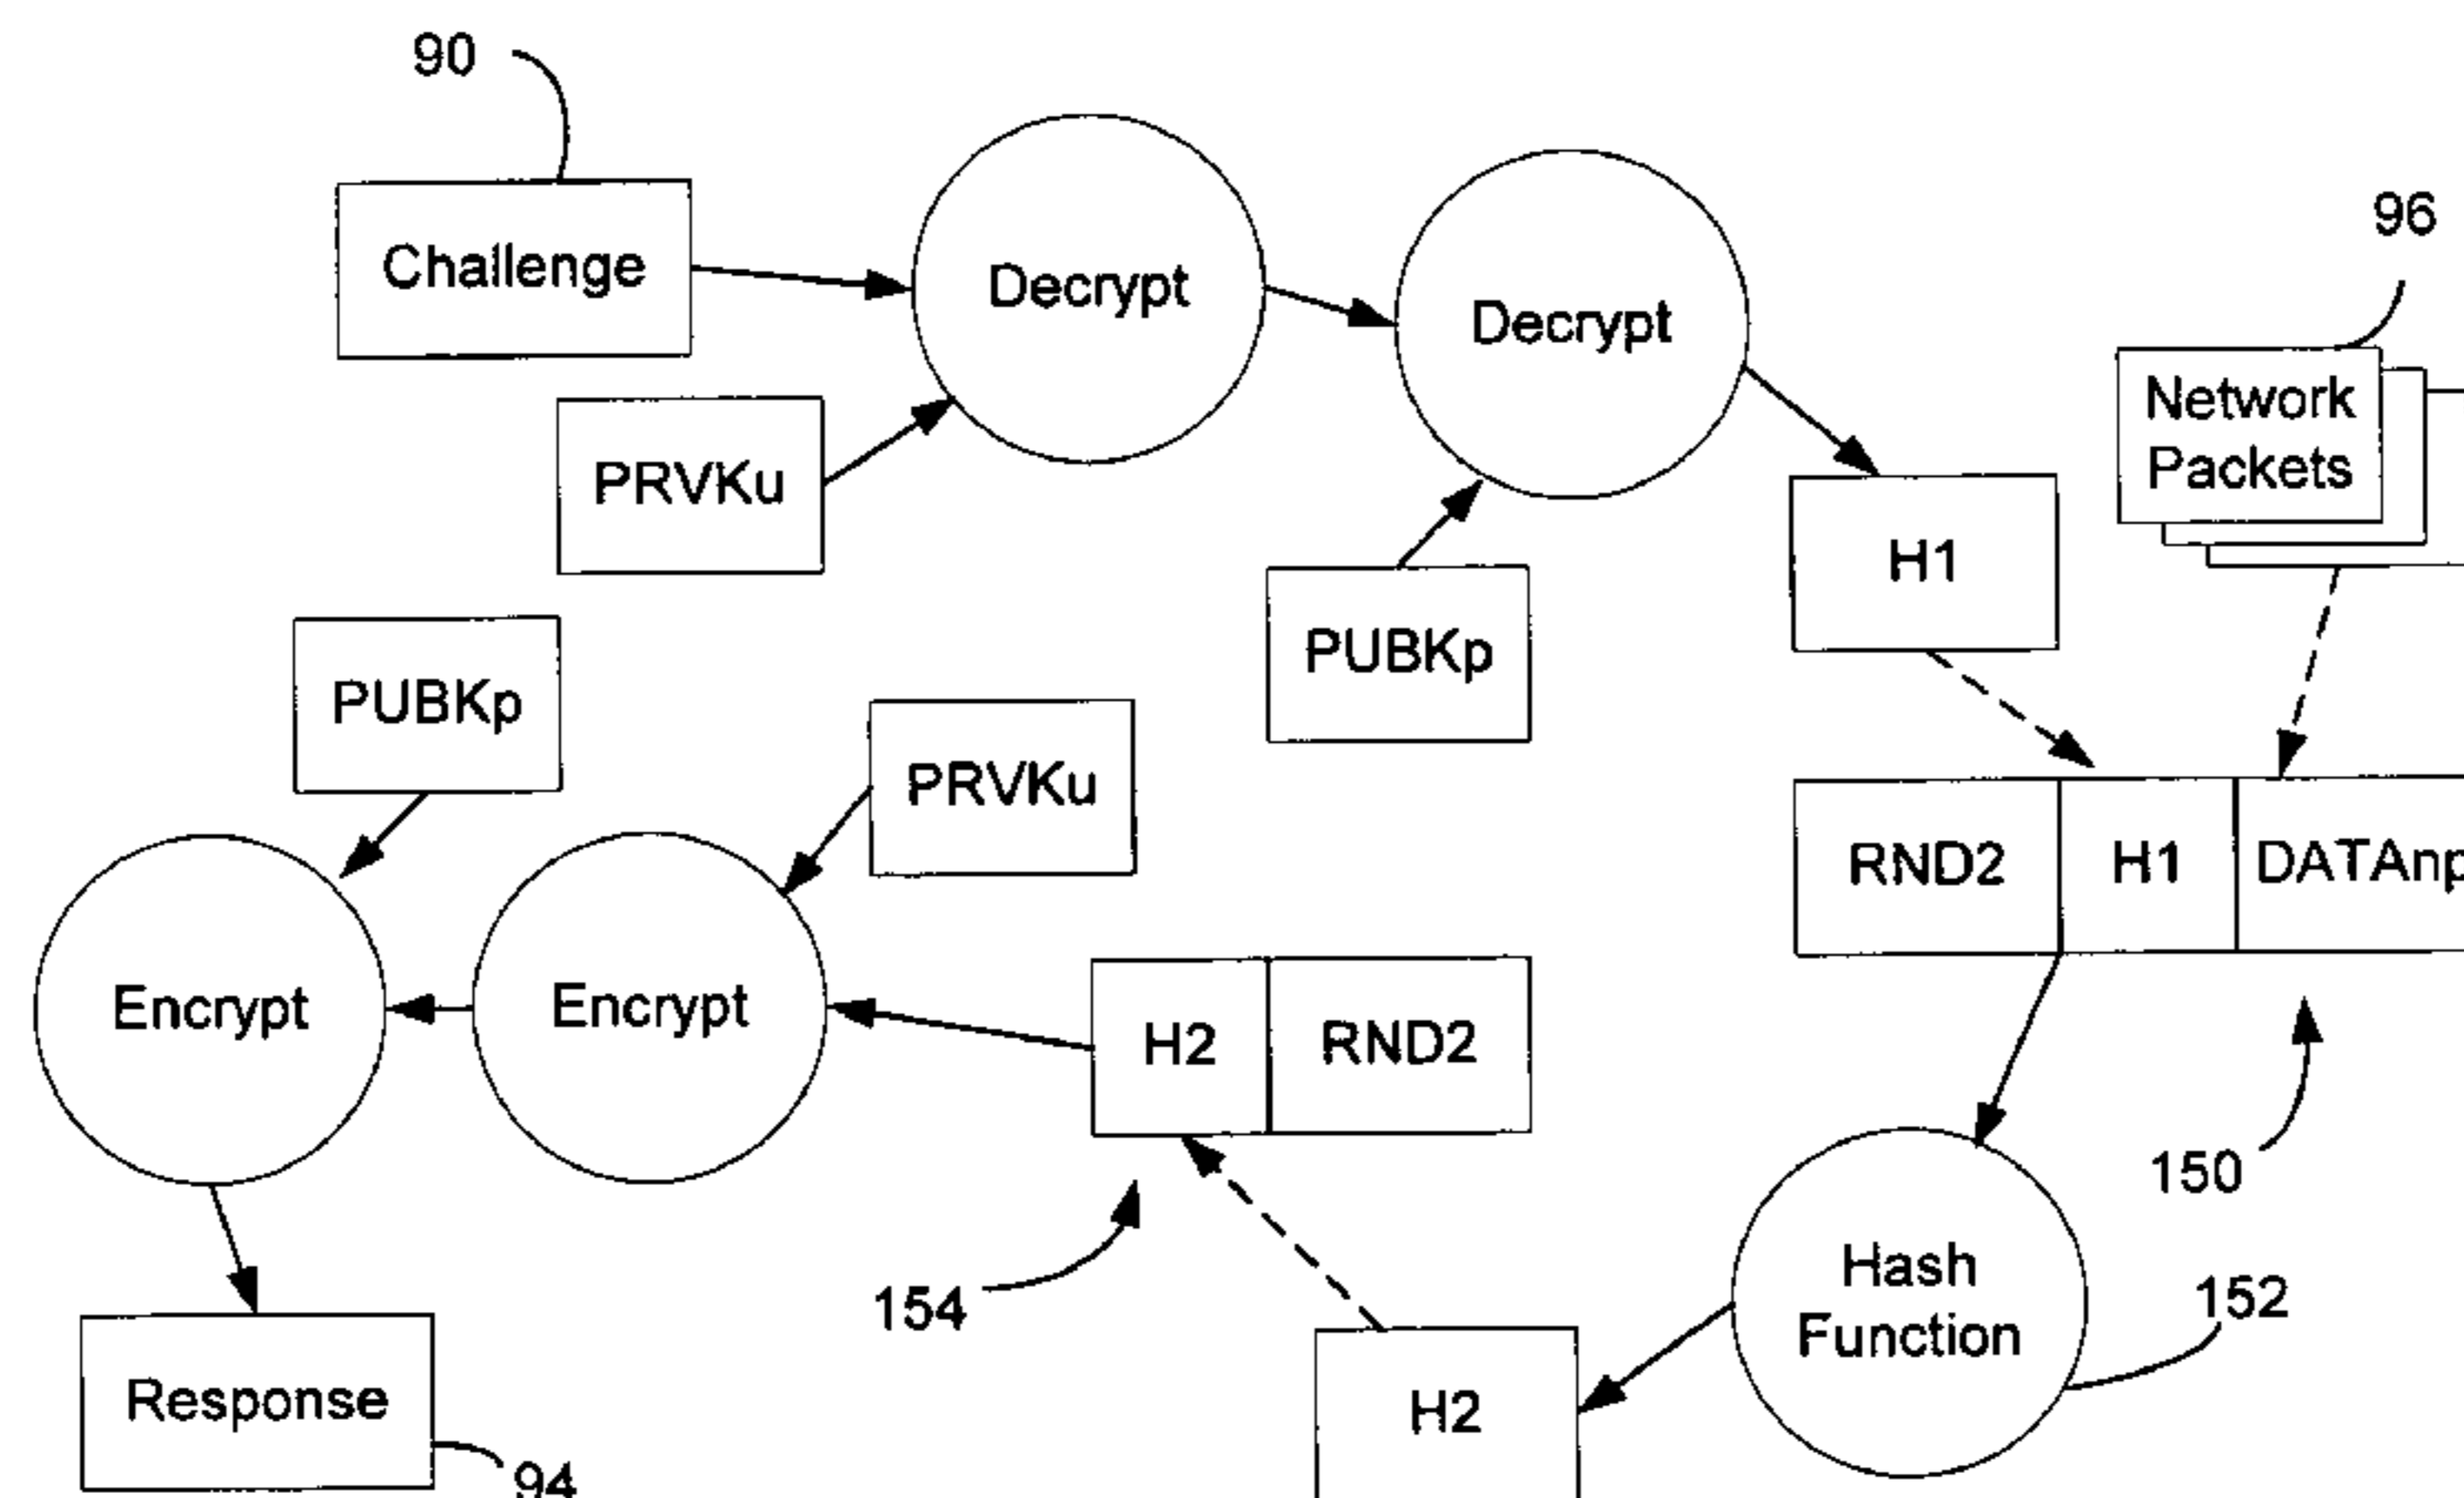 90
Challenge
Decrypt
Decrypt
96
Network
Packets
PRVKu
H1
PUBKp
PUBKp
PRVKu
RND2
H1
DATAnp
Encrypt
Encrypt
H2
RND2
150
154
Hash
Function
152
Response
H2
94